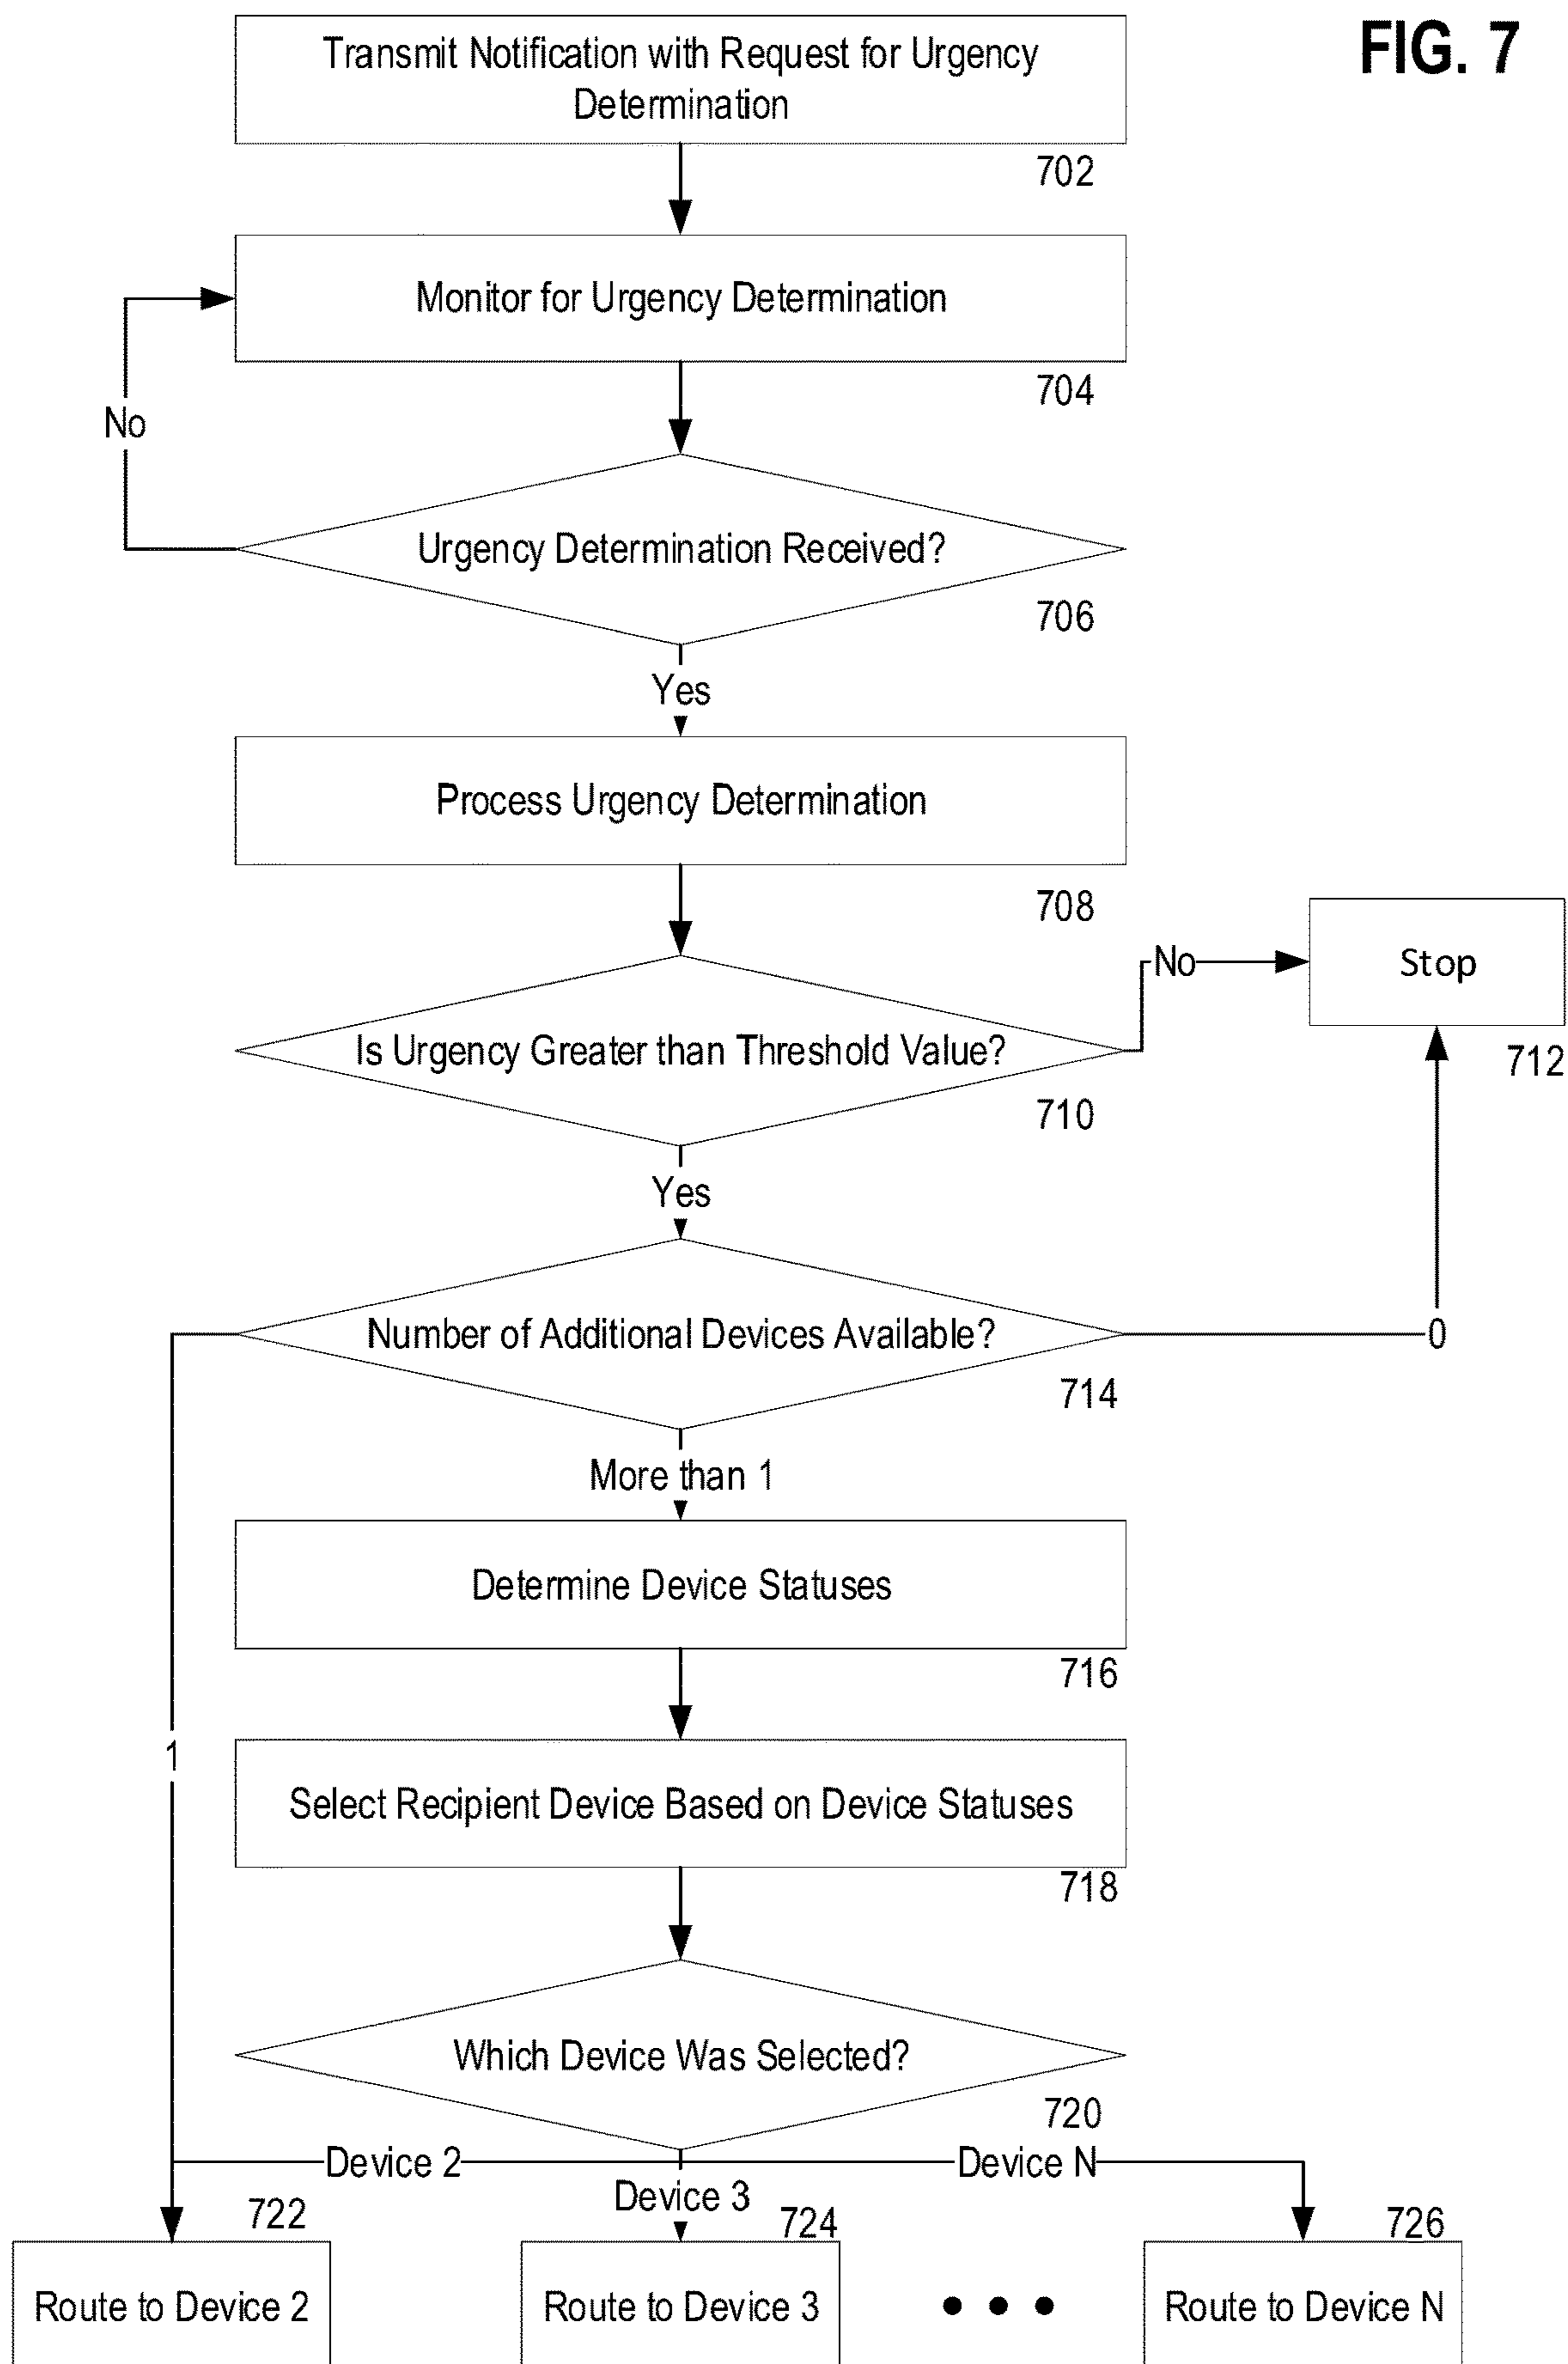 FIG. 7
Transmit Notification with Request for Urgency
Determination
702
Monitor for Urgency Determination
704
No
Urgency Determination Received?
706
Yes
Process Urgency Determination
708
No
Stop
712
Is Urgency Greater than Threshold Value?
710
Yes
Number of Additional Devices Available?
0
714
More than 1
Determine Device Statuses
716
1
Select Recipient Device Based on Device Statuses
718
Which Device Was Selected?
720
Device 2
Device N
Device 3
722
724
726
Route to Device 2
Route to Device 3
Route to Device N